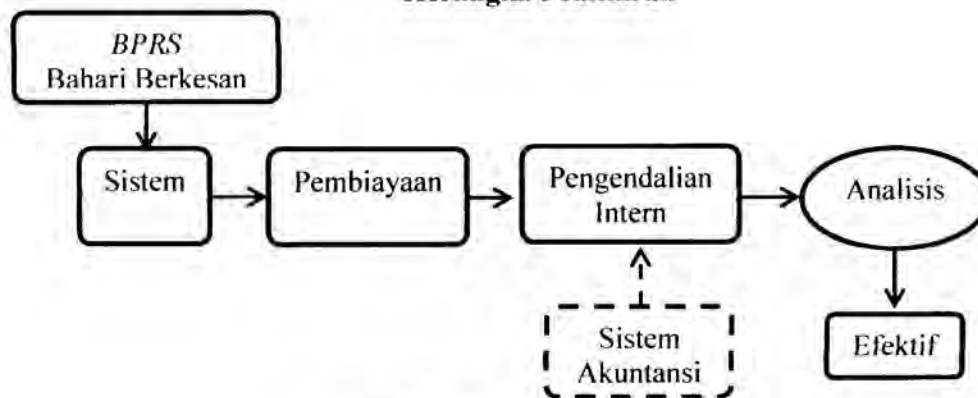 BPRS
Bahari Berkesan
Sistem
Pembiayaan
Pengendalian
Intern
Analisis
Sistem
Akuntansi
Efektif